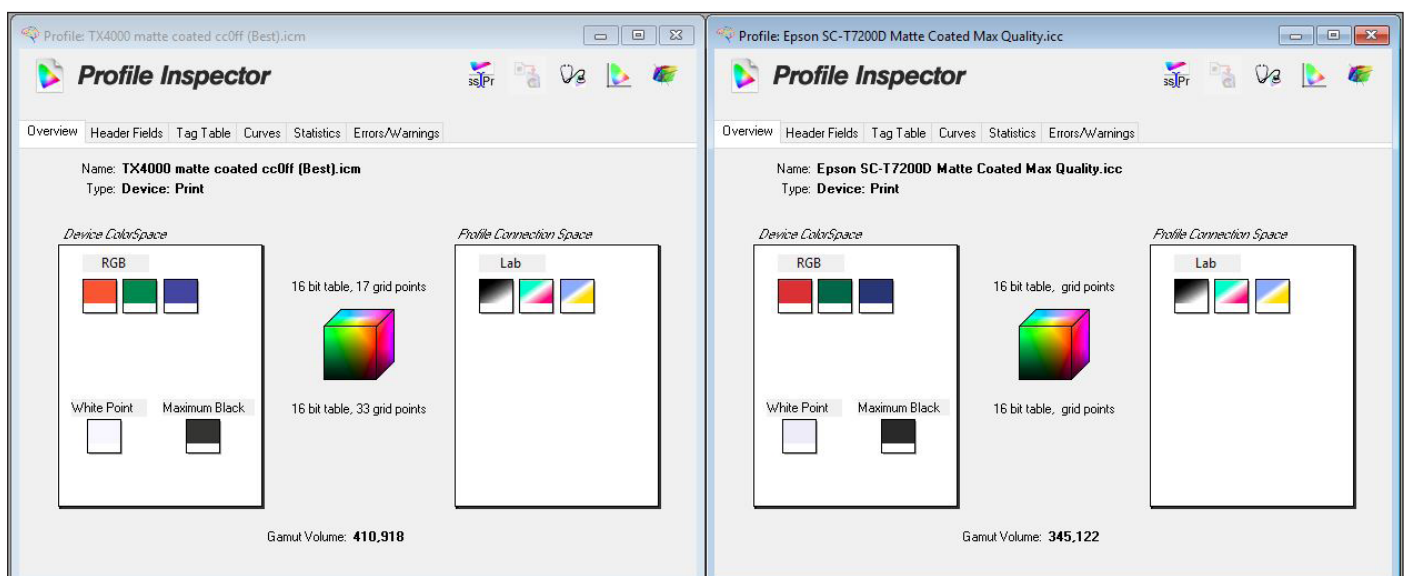 Profile: TX4000 matte coated cc0ff (Best).icm
Profile Inspector
ss)(Pr
Overview Header Fields Tag Table Curves Statistics Errors/Warnings
Name: TX4000 matte coated cc0ff (Best).icm
Type: Device: Print
Device ColorSpace
Profile Connection Space
RGB
Lab
16 bit table, 17 grid points
16 bit table, 33 grid points
White Point
Maximum Black
Gamut Volume: 410,918
Profile: Epson SC-T7200D Matte Coated Max Quality.icc
Profile Inspector
ss)(Pr
Overview Header Fields Tag Table Curves Statistics Errors/Warnings
Name: Epson SC-T7200D Matte Coated Max Quality.icc
Type: Device: Print
Device ColorSpace
Profile Connection Space
RGB
Lab
16 bit table, grid points
16 bit table, grid points
White Point
Maximum Black
Gamut Volume: 345,122